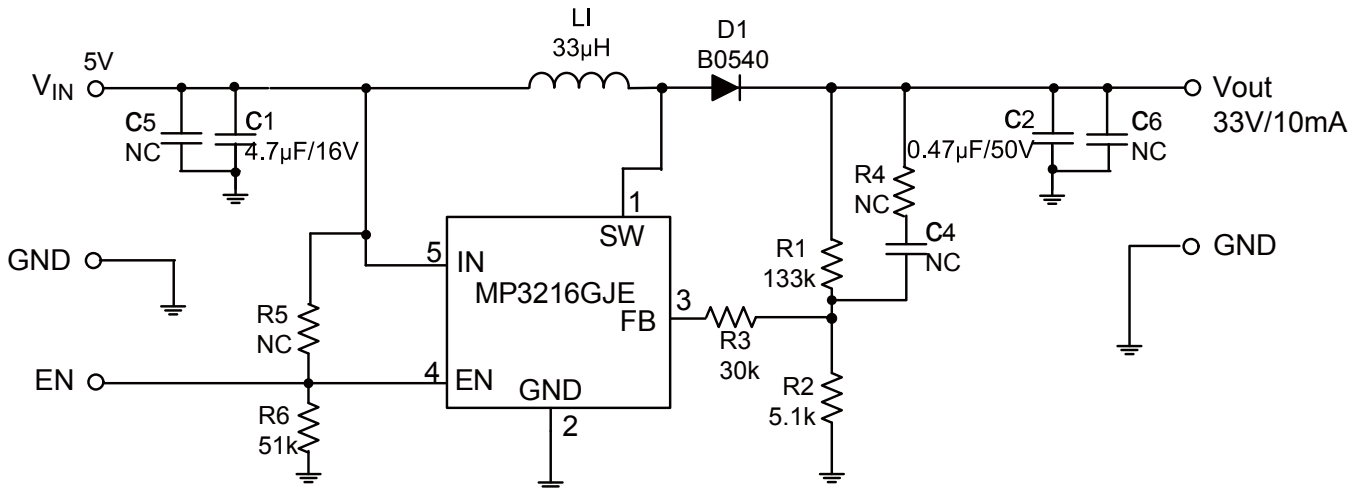 LI
33µH
D1
B0540
5V
VIN
Vout
33V/10mA
C5
NC
C1
4.7µF/16V
C2
0.47µF/50V
C6
NC
R4
NC
C4
NC
1
SW
GND
GND
5
IN
R1
133k
MP3216GJE
3
FB
R5
NC
R3
30k
EN
4
EN
GND
R2
5.1k
R6
51k
2